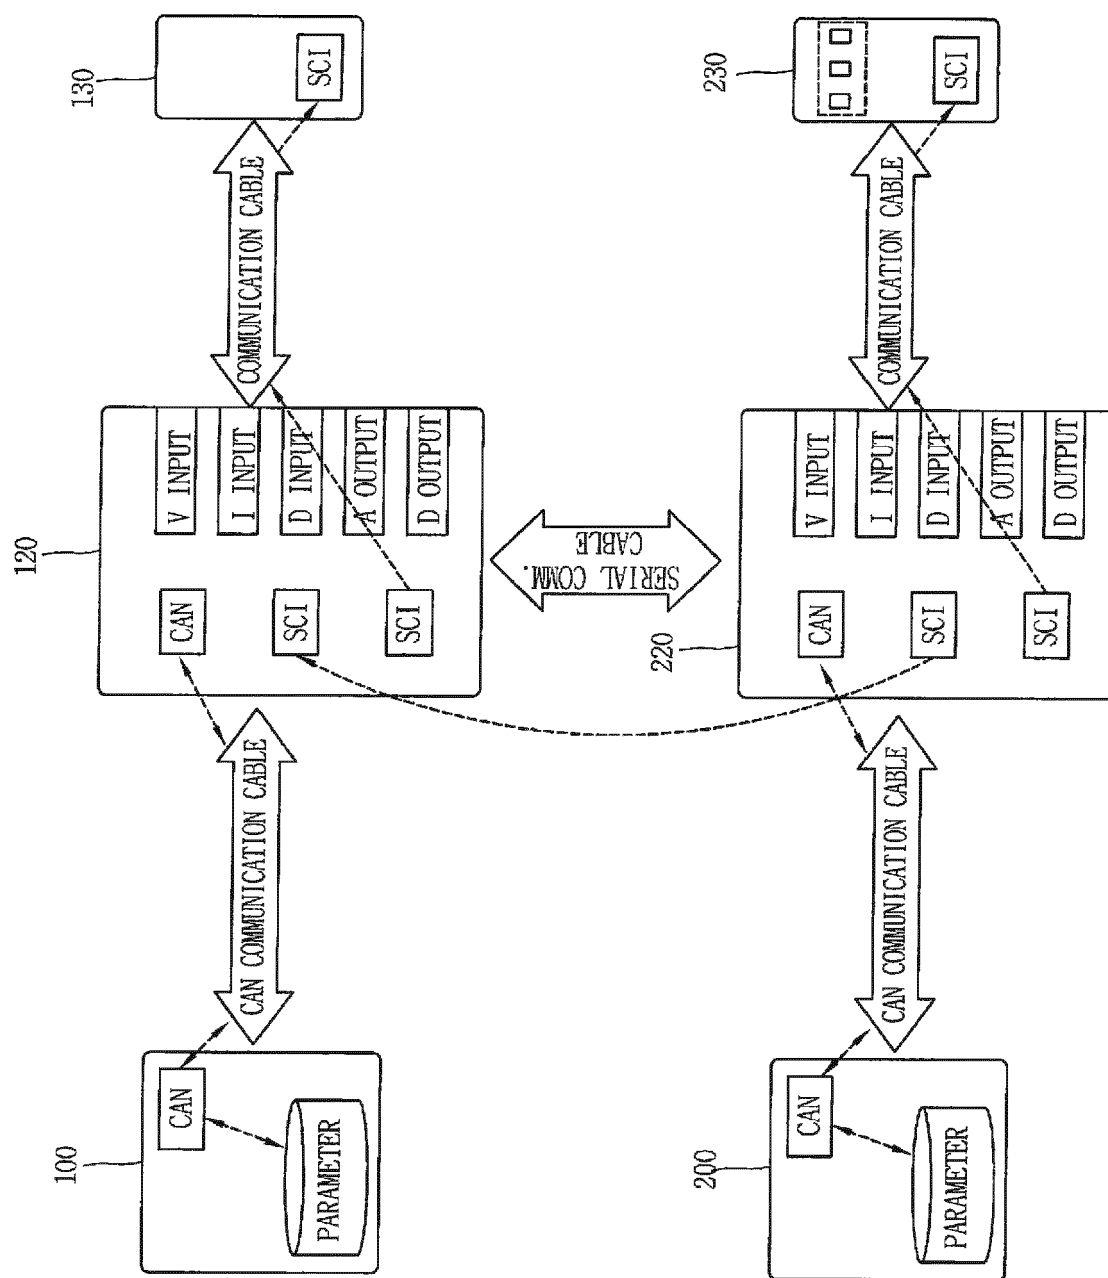 100
CAN
PARAMETER
CAN COMMUNICATION CABLE
120
CAN
SCI
SCI
V INPUT
I INPUT
D INPUT
A OUTPUT
D OUTPUT
COMMUNICATION CABLE
130
SCI
SERIAL COMM.
CABLE
200
CAN
PARAMETER
CAN COMMUNICATION CABLE
220
CAN
SCI
SCI
V INPUT
I INPUT
D INPUT
A OUTPUT
D OUTPUT
COMMUNICATION CABLE
230
SCI